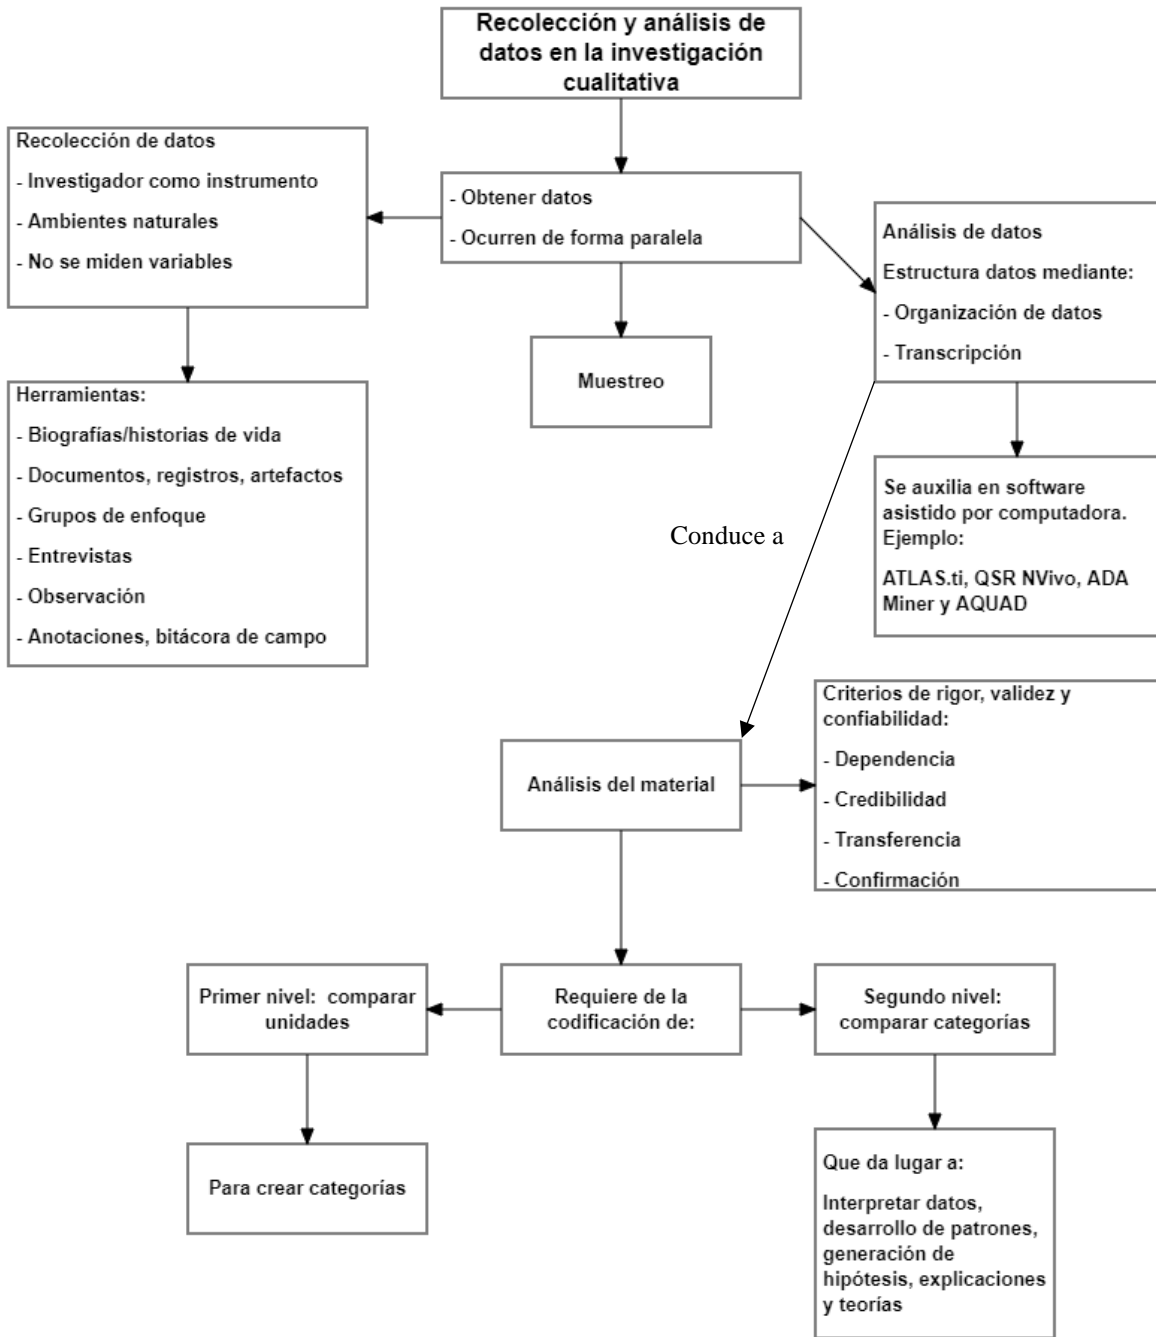 Recolección y análisis de
datos en la investigación
cualitativa
Recolección de datos
- Investigador como instrumento
- Ambientes naturales
- No se miden variables
- Obtener datos
- Ocurren de forma paralela
Análisis de datos
Estructura datos mediante:
- Organización de datos
- Transcripción
Muestreo
Herramientas:
- Biografías/historias de vida
- Documentos, registros, artefactos
- Grupos de enfoque
- Entrevistas
- Observación
- Anotaciones, bitácora de campo
Conduce a
Se auxilia en software
asistido por computadora.
Ejemplo:
ATLAS.ti, QSR NVivo, ADA
Miner y AQUAD
Análisis del material
Criterios de rigor, validez y
confiabilidad:
- Dependencia
- Credibilidad
- Transferencia
- Confirmación
Primer nivel: comparar
unidades
Requiere de la
codificación de:
Segundo nivel:
comparar categorías
Para crear categorías
Que da lugar a:
Interpretar datos,
desarrollo de patrones,
generación de
hipótesis, explicaciones
y teorías